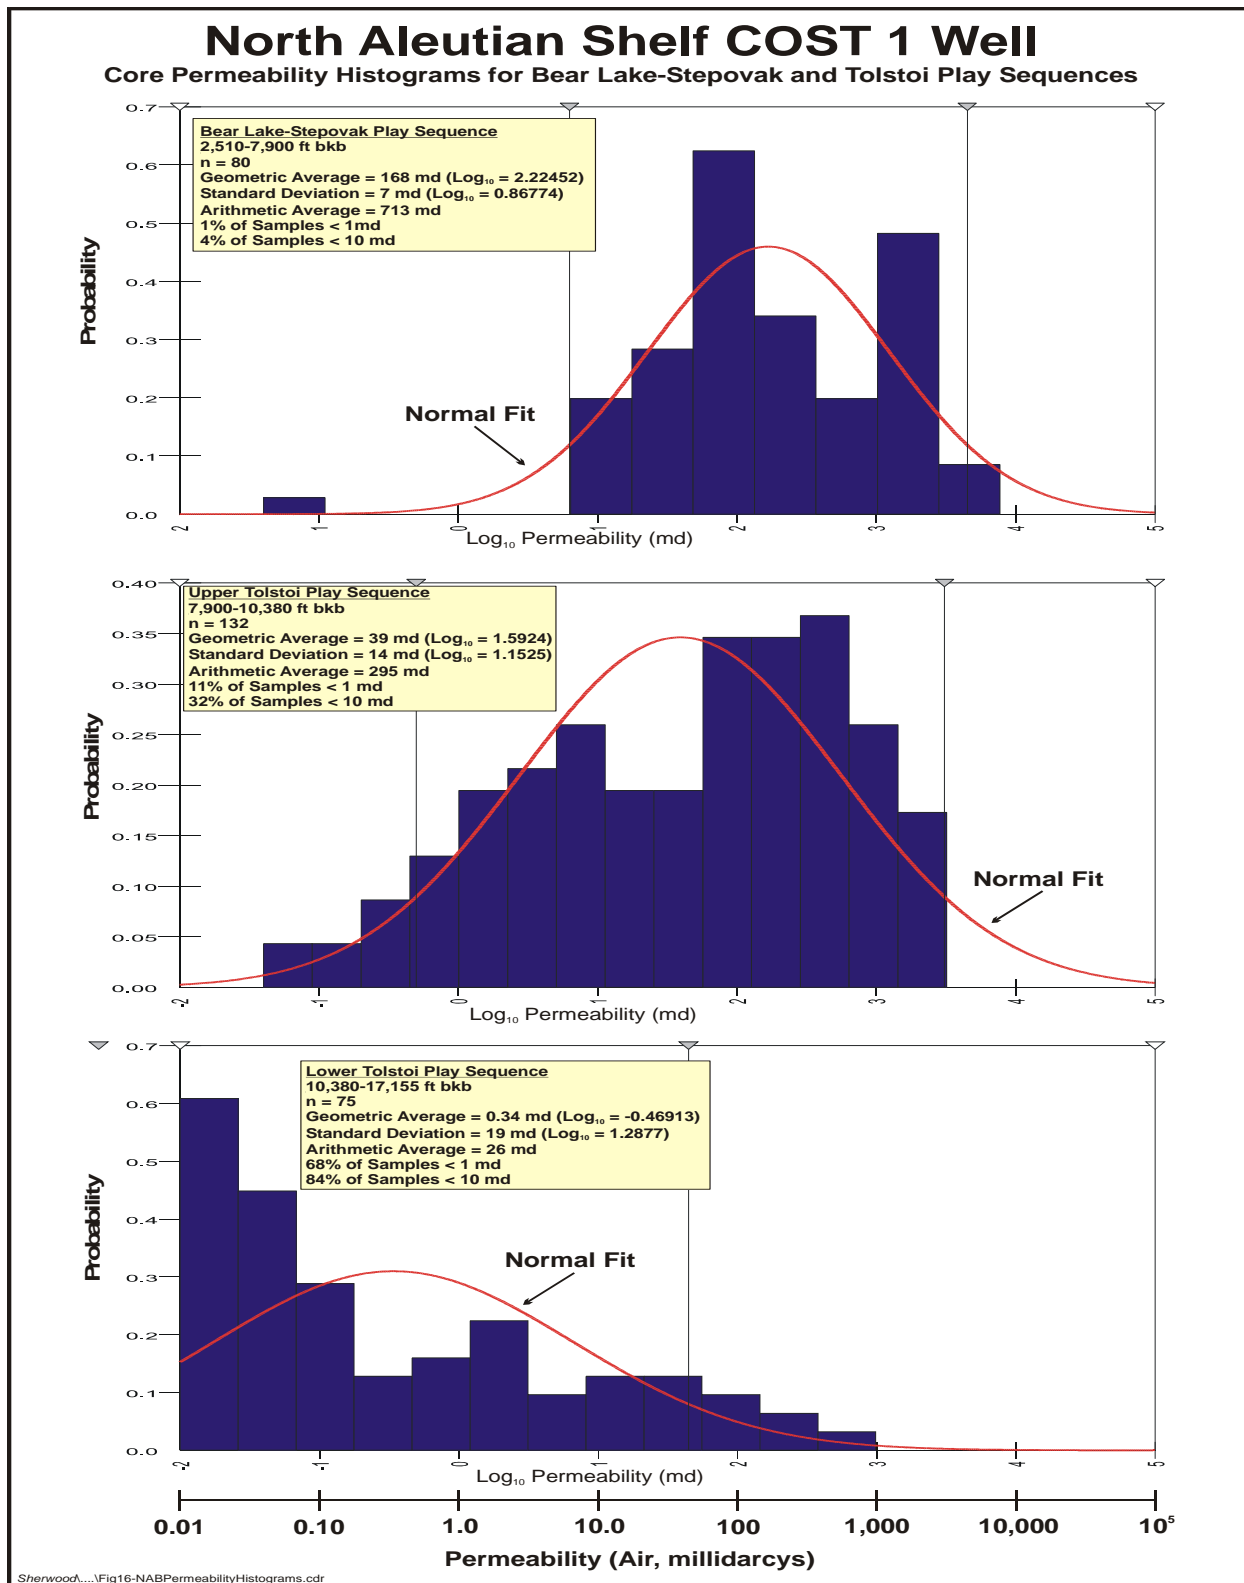 North Aleutian Shelf COST 1 Well
Core Permeability Histograms for Bear Lake-Stepovak and Tolstoi Play Sequences
0.7
0.6
0.5
0.4
0.3
0.2
0.1
0.0
Probability
Bear Lake-Stepovak Play Sequence
2,510-7,900 ft bkb
n = 80
Geometric Average = 168 md (Log₁₀ = 2.22452)
Standard Deviation = 7 md (Log₁₀ = 0.86774)
Arithmetic Average = 713 md
1% of Samples < 1md
4% of Samples < 10 md
Normal Fit
-2 -1 0 1 2 3 4 5
Log₁₀ Permeability (md)
0.40
0.35
0.30
0.25
0.20
0.15
0.10
0.05
0.00
Probability
Upper Tolstoi Play Sequence
7,900-10,380 ft bkb
n = 132
Geometric Average = 39 md (Log₁₀ = 1.5924)
Standard Deviation = 14 md (Log₁₀ = 1.1525)
Arithmetic Average = 295 md
11% of Samples < 1 md
32% of Samples < 10 md
Normal Fit
-2 -1 0 1 2 3 4 5
Log₁₀ Permeability (md)
0.7
0.6
0.5
0.4
0.3
0.2
0.1
0.0
Probability
Lower Tolstoi Play Sequence
10,380-17,155 ft bkb
n = 75
Geometric Average = 0.34 md (Log₁₀ = -0.46913)
Standard Deviation = 19 md (Log₁₀ = 1.2877)
Arithmetic Average = 26 md
68% of Samples < 1 md
84% of Samples < 10 md
Normal Fit
-2 -1 0 1 2 3 4 5
Log₁₀ Permeability (md)
0.01 0.10 1.0 10.0 100 1,000 10,000 10⁵
Permeability (Air, millidarcys)
Sherwood\....\Fig16-NABPermeabilityHistograms.cdr